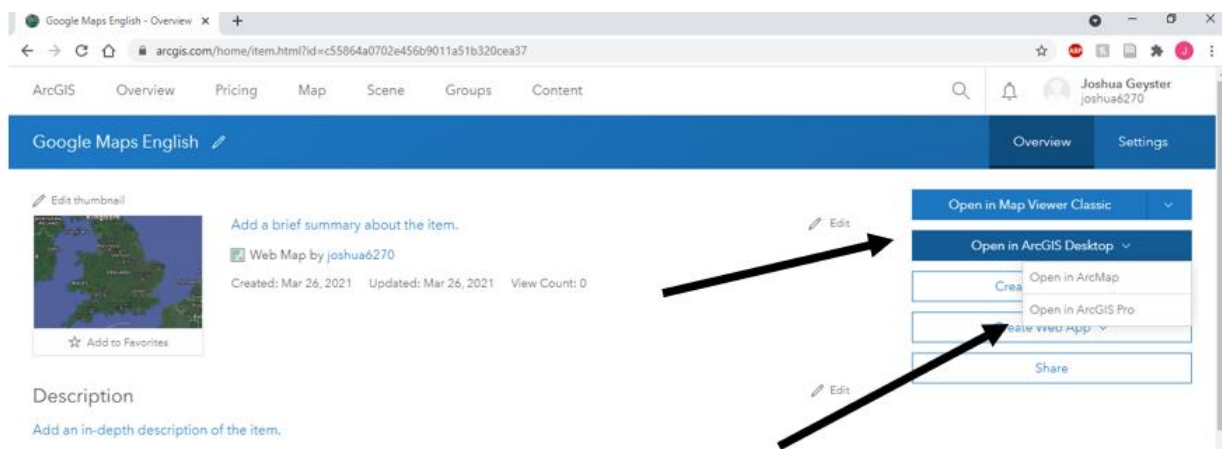 Google Maps English - Overview
arcgis.com/home/item.html?id=c55864a0702e456b9011a51b320cea37
ABP
J
ArcGIS Overview Pricing Map Scene Groups Content
Joshua Geyster
joshua6270
Google Maps English
Overview Settings
Edit thumbnail
Add a brief summary about the item.
Edit
Web Map by joshua6270
Created: Mar 26, 2021 Updated: Mar 26, 2021 View Count: 0
Add to Favorites
Open in Map Viewer Classic
Open in ArcGIS Desktop
Open in ArcMap
Open in ArcGIS Pro
Create Web App
Share
Description
Edit
Add an in-depth description of the item.